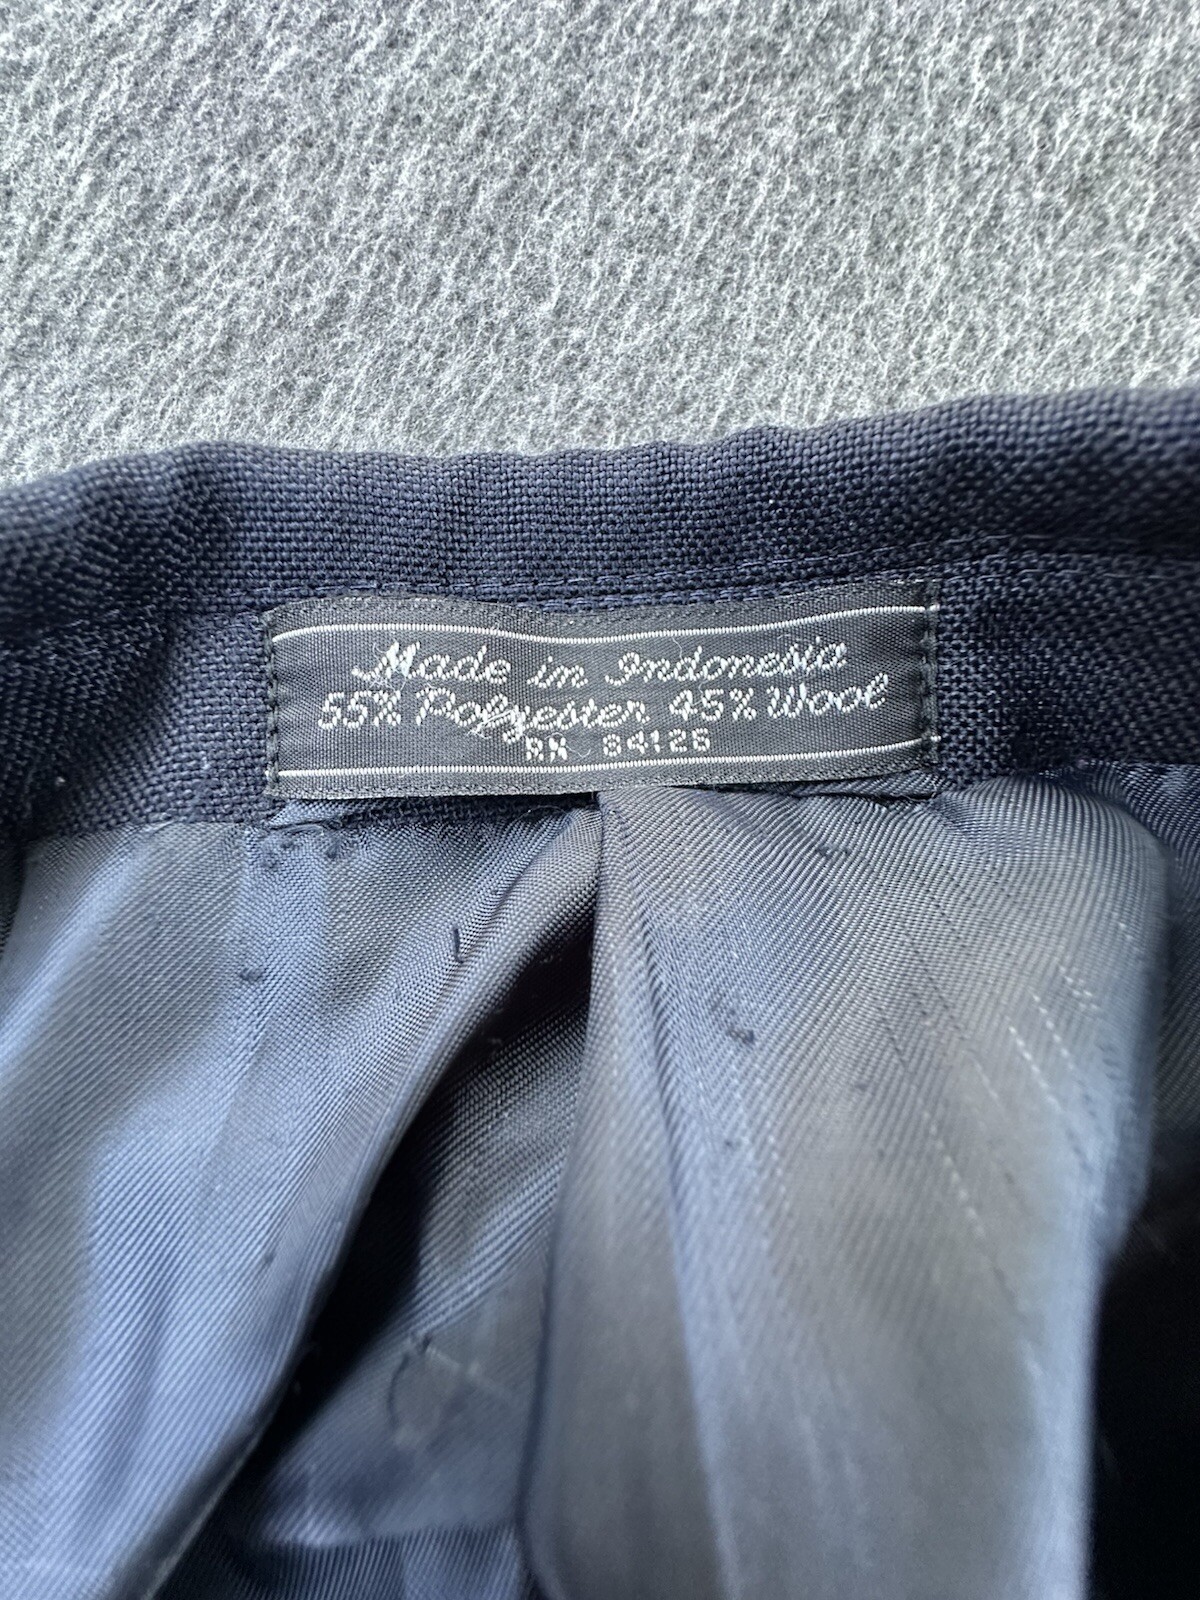 Made in Indonesia
55% Polyester 45% Wool
RN 84126